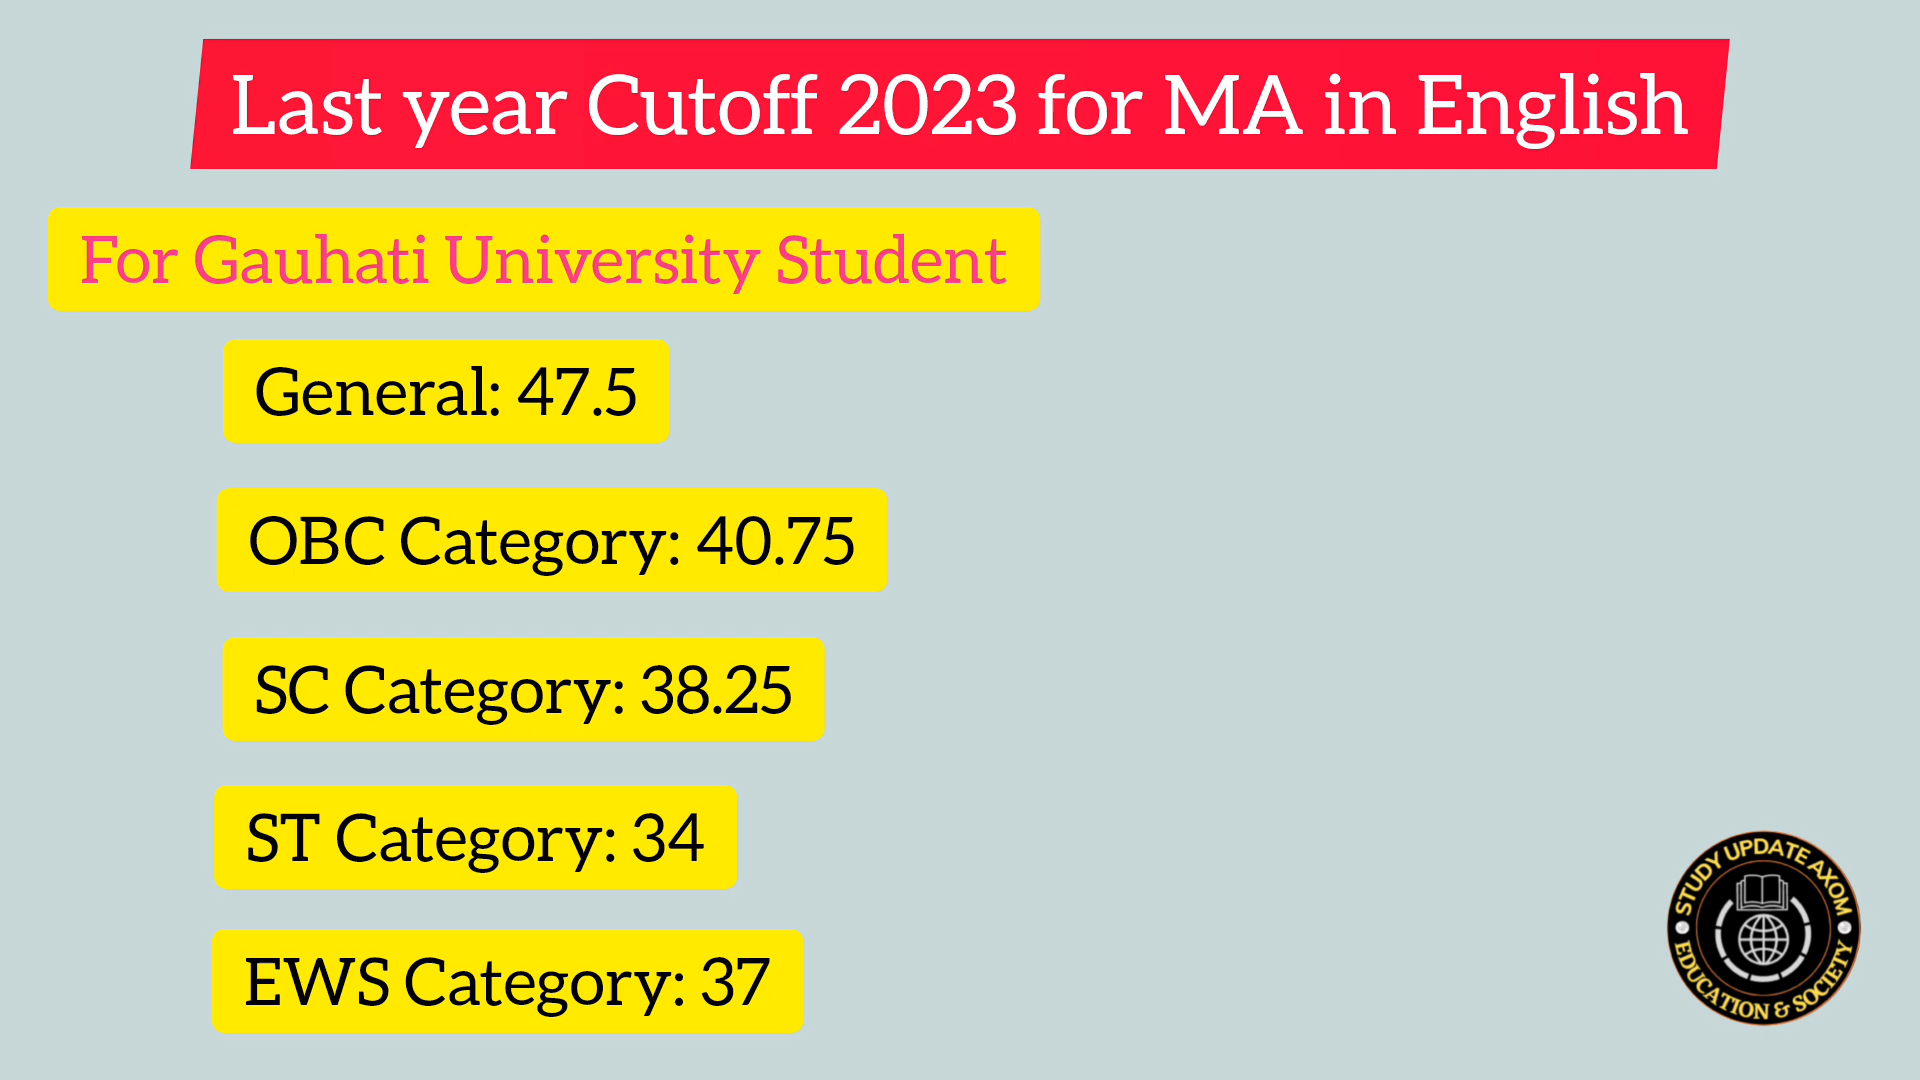 Last year Cutoff 2023 for MA in English
For Gauhati University Student
General: 47.5
OBC Category: 40.75
SC Category: 38.25
ST Category: 34
EWS Category: 37
STUDY UPDATE AXOM
EDUCATION & SOCIETY